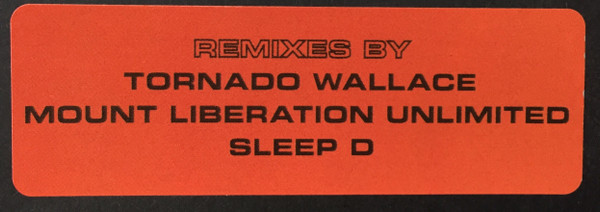 REMIXES BY
TORNADO WALLACE
MOUNT LIBERATION UNLIMITED
SLEEP D